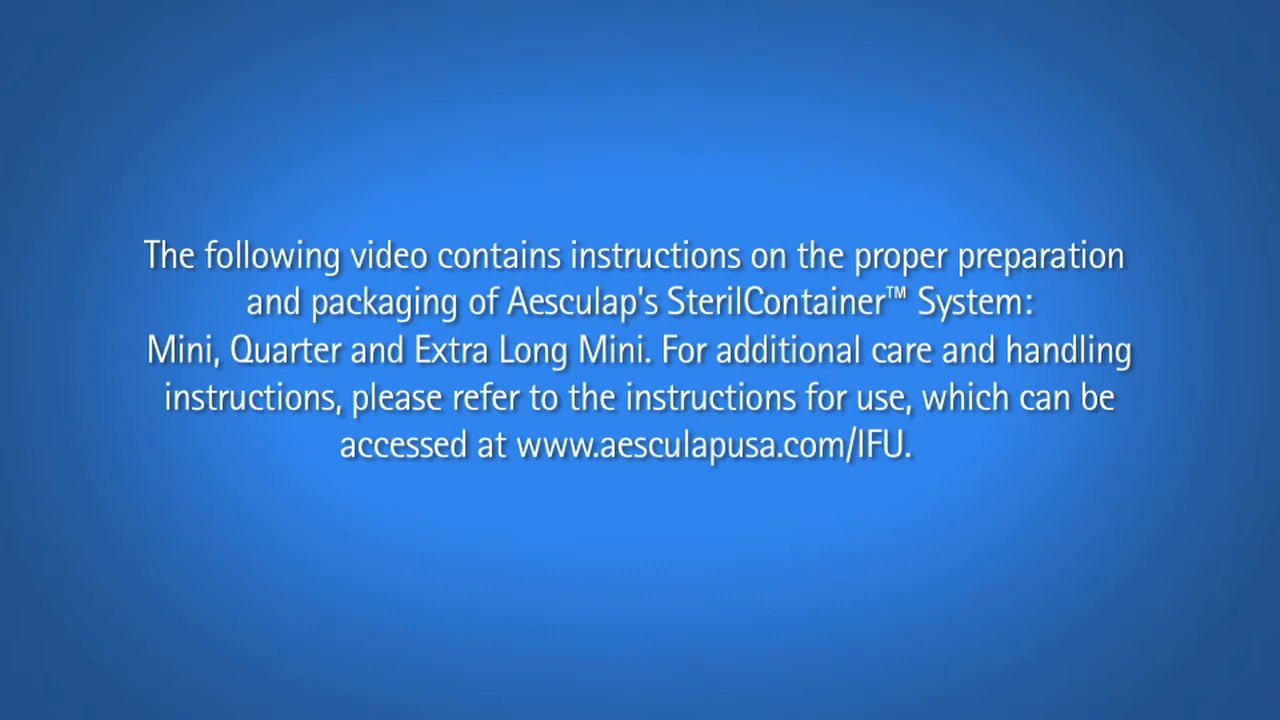 The following video contains instructions on the proper preparation
and packaging of Aesculap's SterilContainer™ System:
Mini, Quarter and Extra Long Mini. For additional care and handling
instructions, please refer to the instructions for use, which can be
accessed at www.aesculapusa.com/IFU.